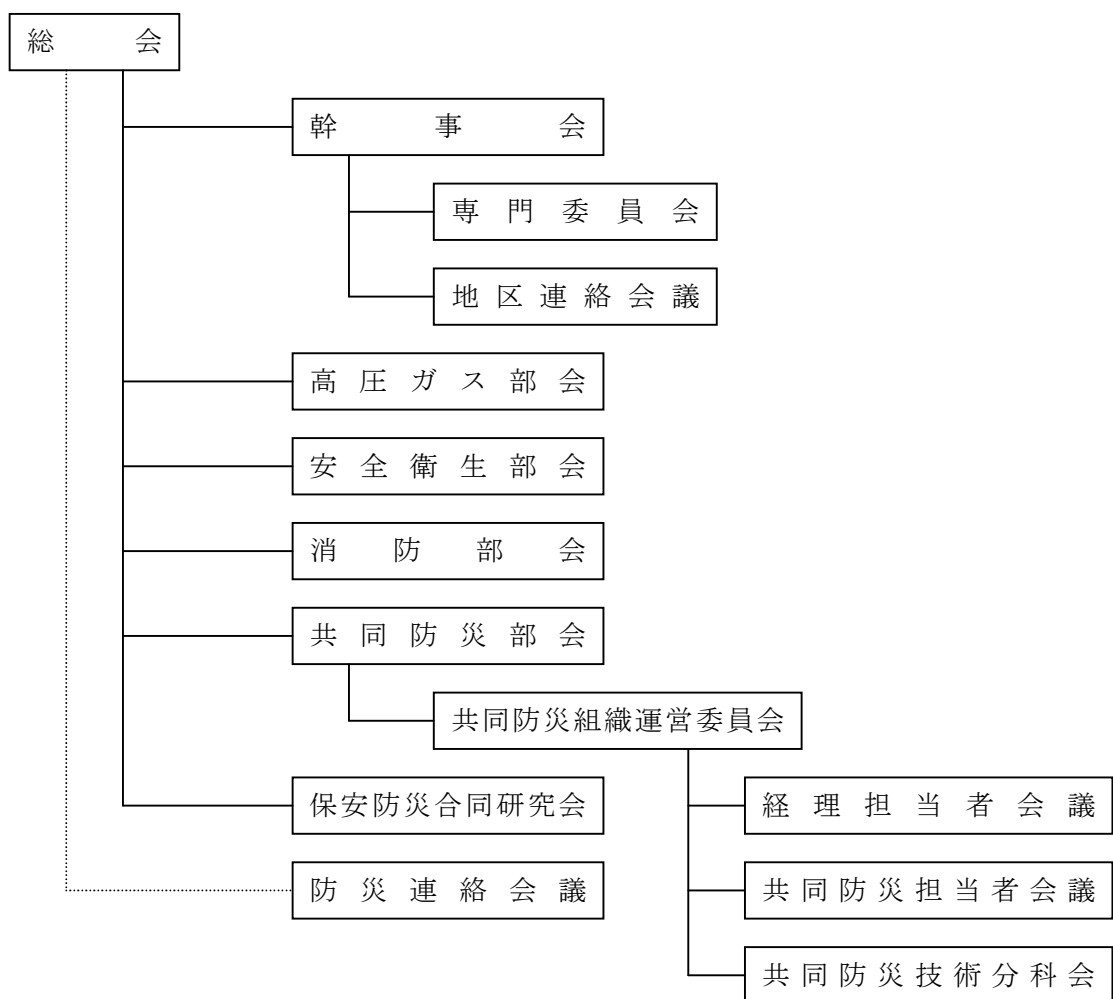 総会
幹事会
専門委員会
地区連絡会議
高圧ガス部会
安全衛生部会
消防部会
共同防災部会
共同防災組織運営委員会
保安防災合同研究会
経理担当者会議
防災連絡会議
共同防災担当者会議
共同防災技術分科会